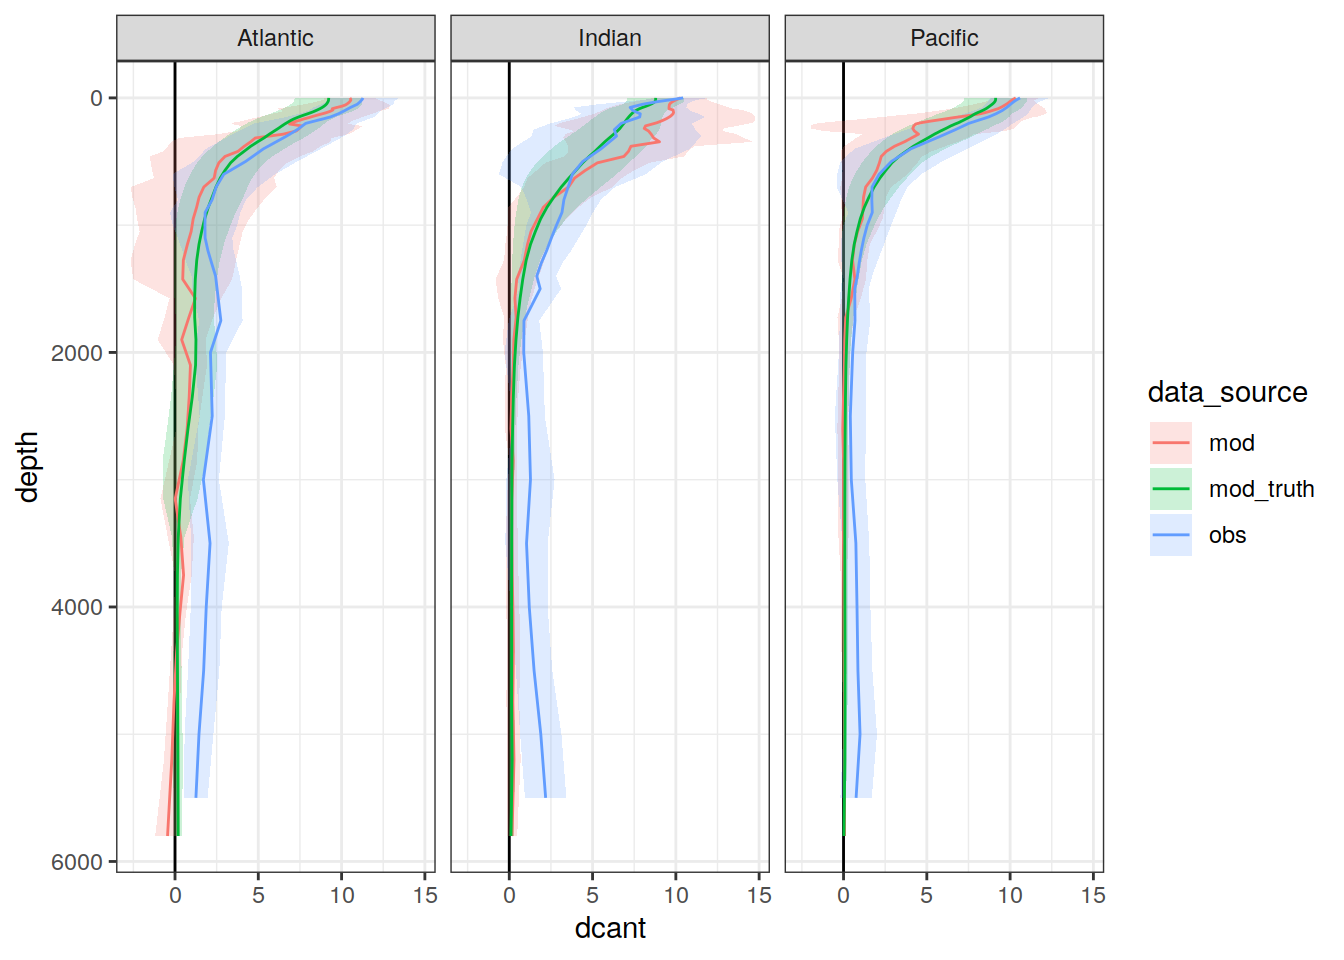 Atlantic Indian Pacific
0
2000
4000
6000
depth
0 5 10 15 0 5 10 15 0 5 10 15
dcant
data_source
mod
mod_truth
obs